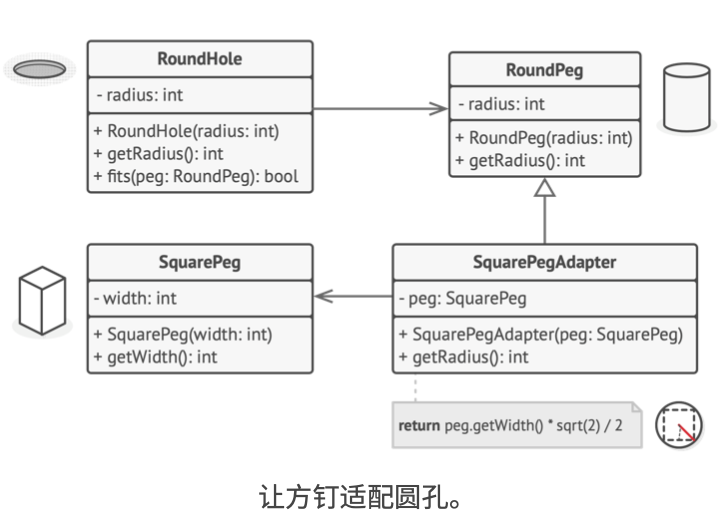 RoundHole
- radius: int
+ RoundHole(radius: int)
+ getRadius(): int
+ fits(peg: RoundPeg): bool
RoundPeg
- radius: int
+ RoundPeg(radius: int)
+ getRadius(): int
SquarePeg
- width: int
+ SquarePeg(width: int)
+ getWidth(): int
SquarePegAdapter
- peg: SquarePeg
+ SquarePegAdapter(peg: SquarePeg)
+ getRadius(): int
return peg.getWidth() * sqrt(2) / 2
让方钉适配圆孔。